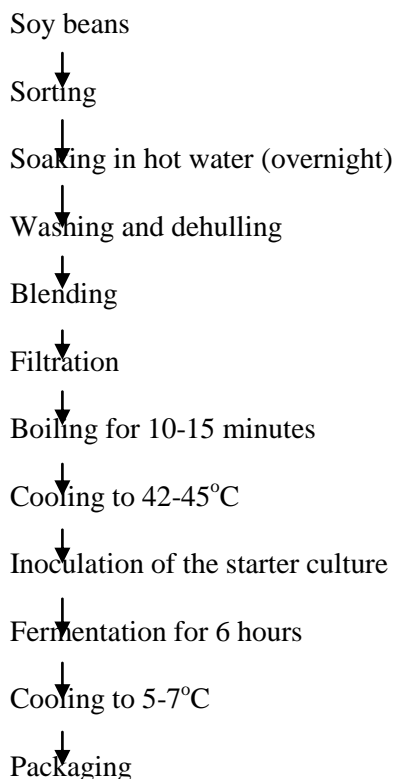 Soy beans
Sorting
Soaking in hot water (overnight)
Washing and dehulling
Blending
Filtration
Boiling for 10-15 minutes
Cooling to 42-45°C
Inoculation of the starter culture
Fermentation for 6 hours
Cooling to 5-7°C
Packaging